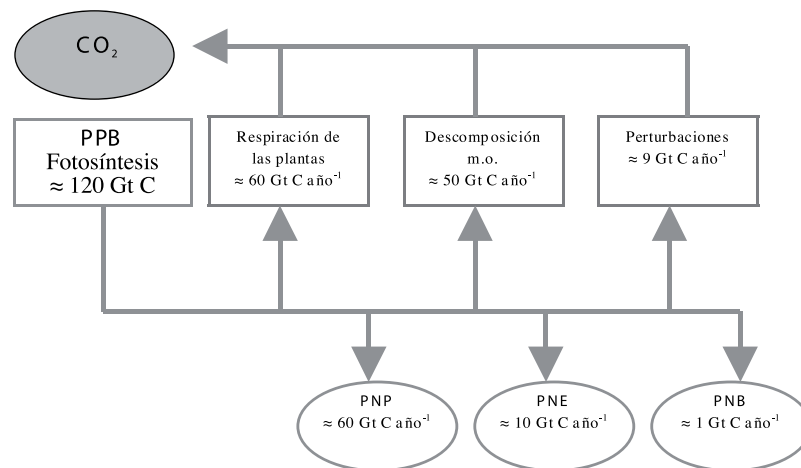 CO₂
PPB
Fotosíntesis
≈ 120 Gt C
Respiración de
las plantas
≈ 60 Gt C año⁻¹
Descomposición
m.o.
≈ 50 Gt C año⁻¹
Perturbaciones
≈ 9 Gt C año⁻¹
PNP
≈ 60 Gt C año⁻¹
PNE
≈ 10 Gt C año⁻¹
PNB
≈ 1 Gt C año⁻¹